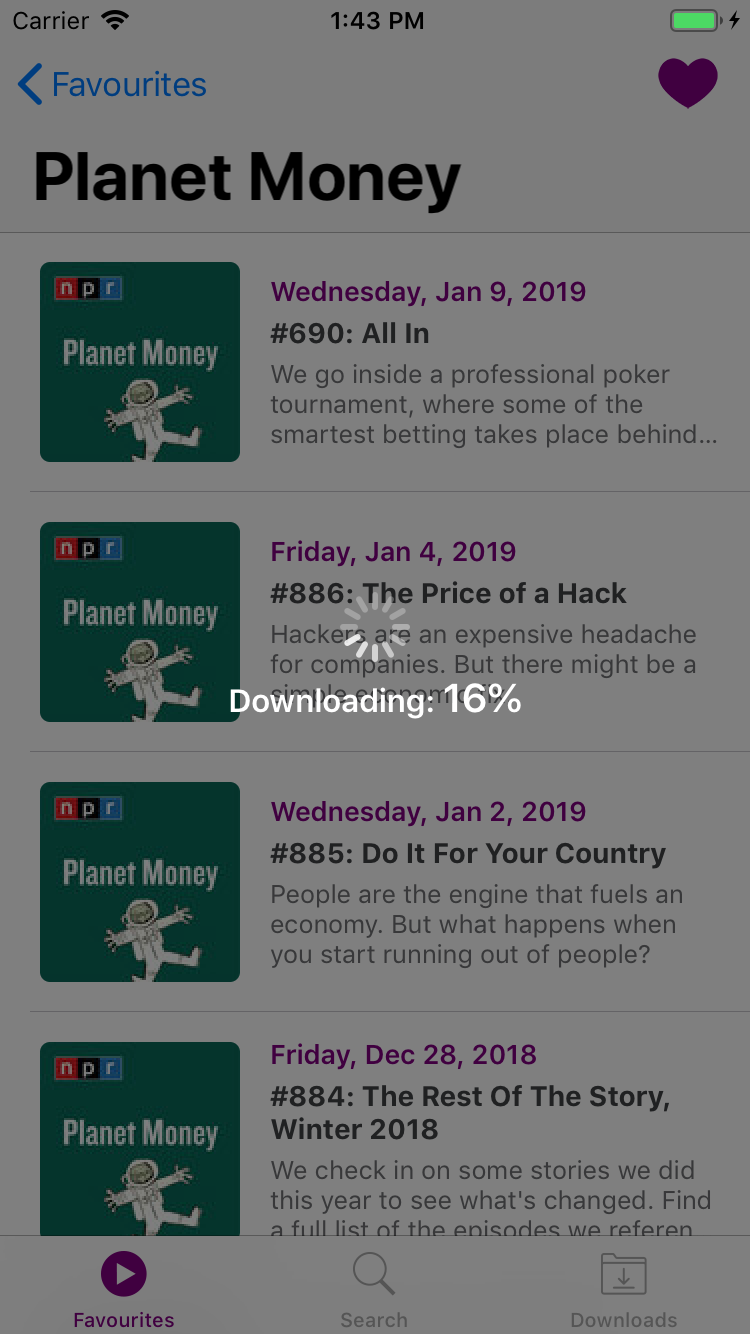 Carrier 1:43 PM
Favourites
Planet Money
npr
Planet Money
Wednesday, Jan 9, 2019
#690: All In
We go inside a professional poker
tournament, where some of the
smartest betting takes place behind...
npr
Planet Money
Friday, Jan 4, 2019
#886: The Price of a Hack
Hackers are an expensive headache
for companies. But there might be a
simple economic fix.
Downloading: 16%
npr
Planet Money
Wednesday, Jan 2, 2019
#885: Do It For Your Country
People are the engine that fuels an
economy. But what happens when
you start running out of people?
npr
Planet Money
Friday, Dec 28, 2018
#884: The Rest Of The Story,
Winter 2018
We check in on some stories we did
this year to see what's changed. Find
a full list of the episodes we referen
Favourites
Search
Downloads